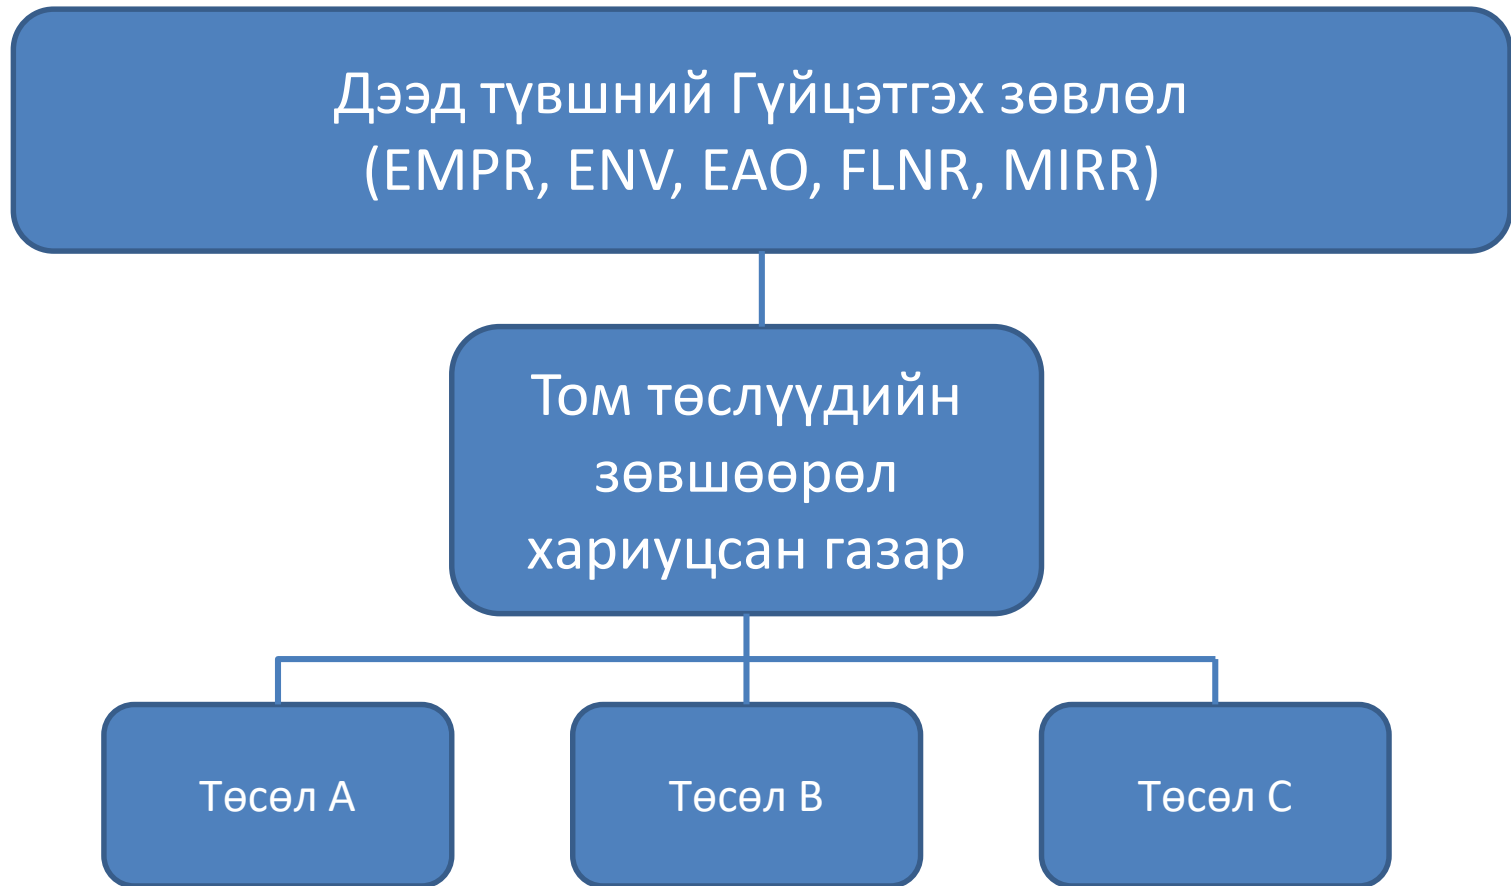 Дээд түвшний Гүйцэтгэх зөвлөл
(EMPR, ENV, EAO, FLNR, MIRR)
Том төслүүдийн
зөвшөөрөл
хариуцсан газар
Төсөл A
Төсөл B
Төсөл C